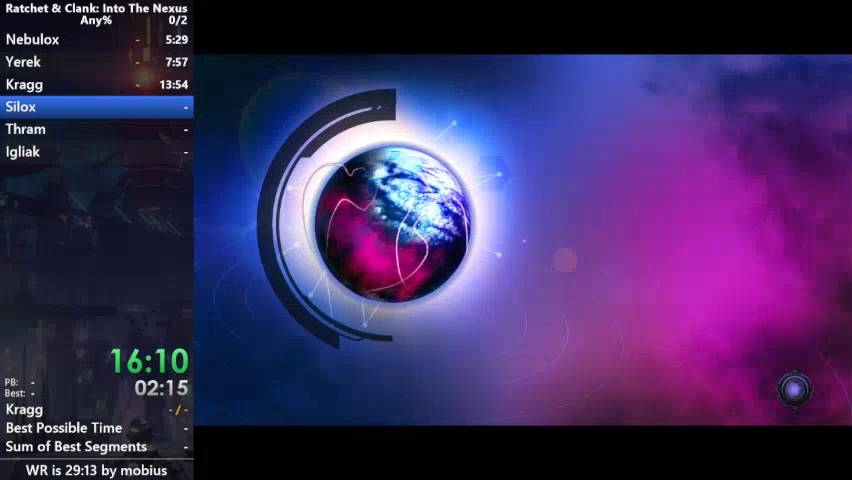 Ratchet & Clank: Into The Nexus
Any% 0/2
Nebulox - 5:29
Yerek - 7:57
Kragg - 13:54
Silox -
Thram -
Igliak -
16:10
PB: -
Best: - 02:15
Kragg - / -
Best Possible Time -
Sum of Best Segments -
WR is 29:13 by mobius